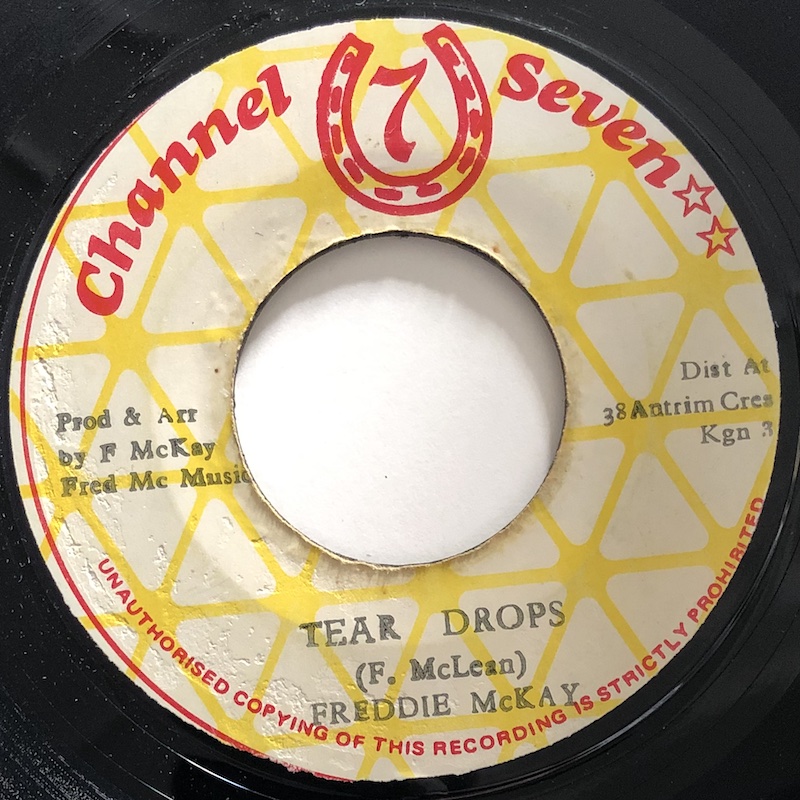 Channel 7 Seven
Prod & Arr
by F McKay
Fred Mc Music
Dist At
38 Antrim Cres
Kgn 3
TEAR DROPS
(F. McLean)
FREDDIE McKAY
UNAUTHORISED COPYING OF THIS RECORDING IS STRICTLY PROHIBITED